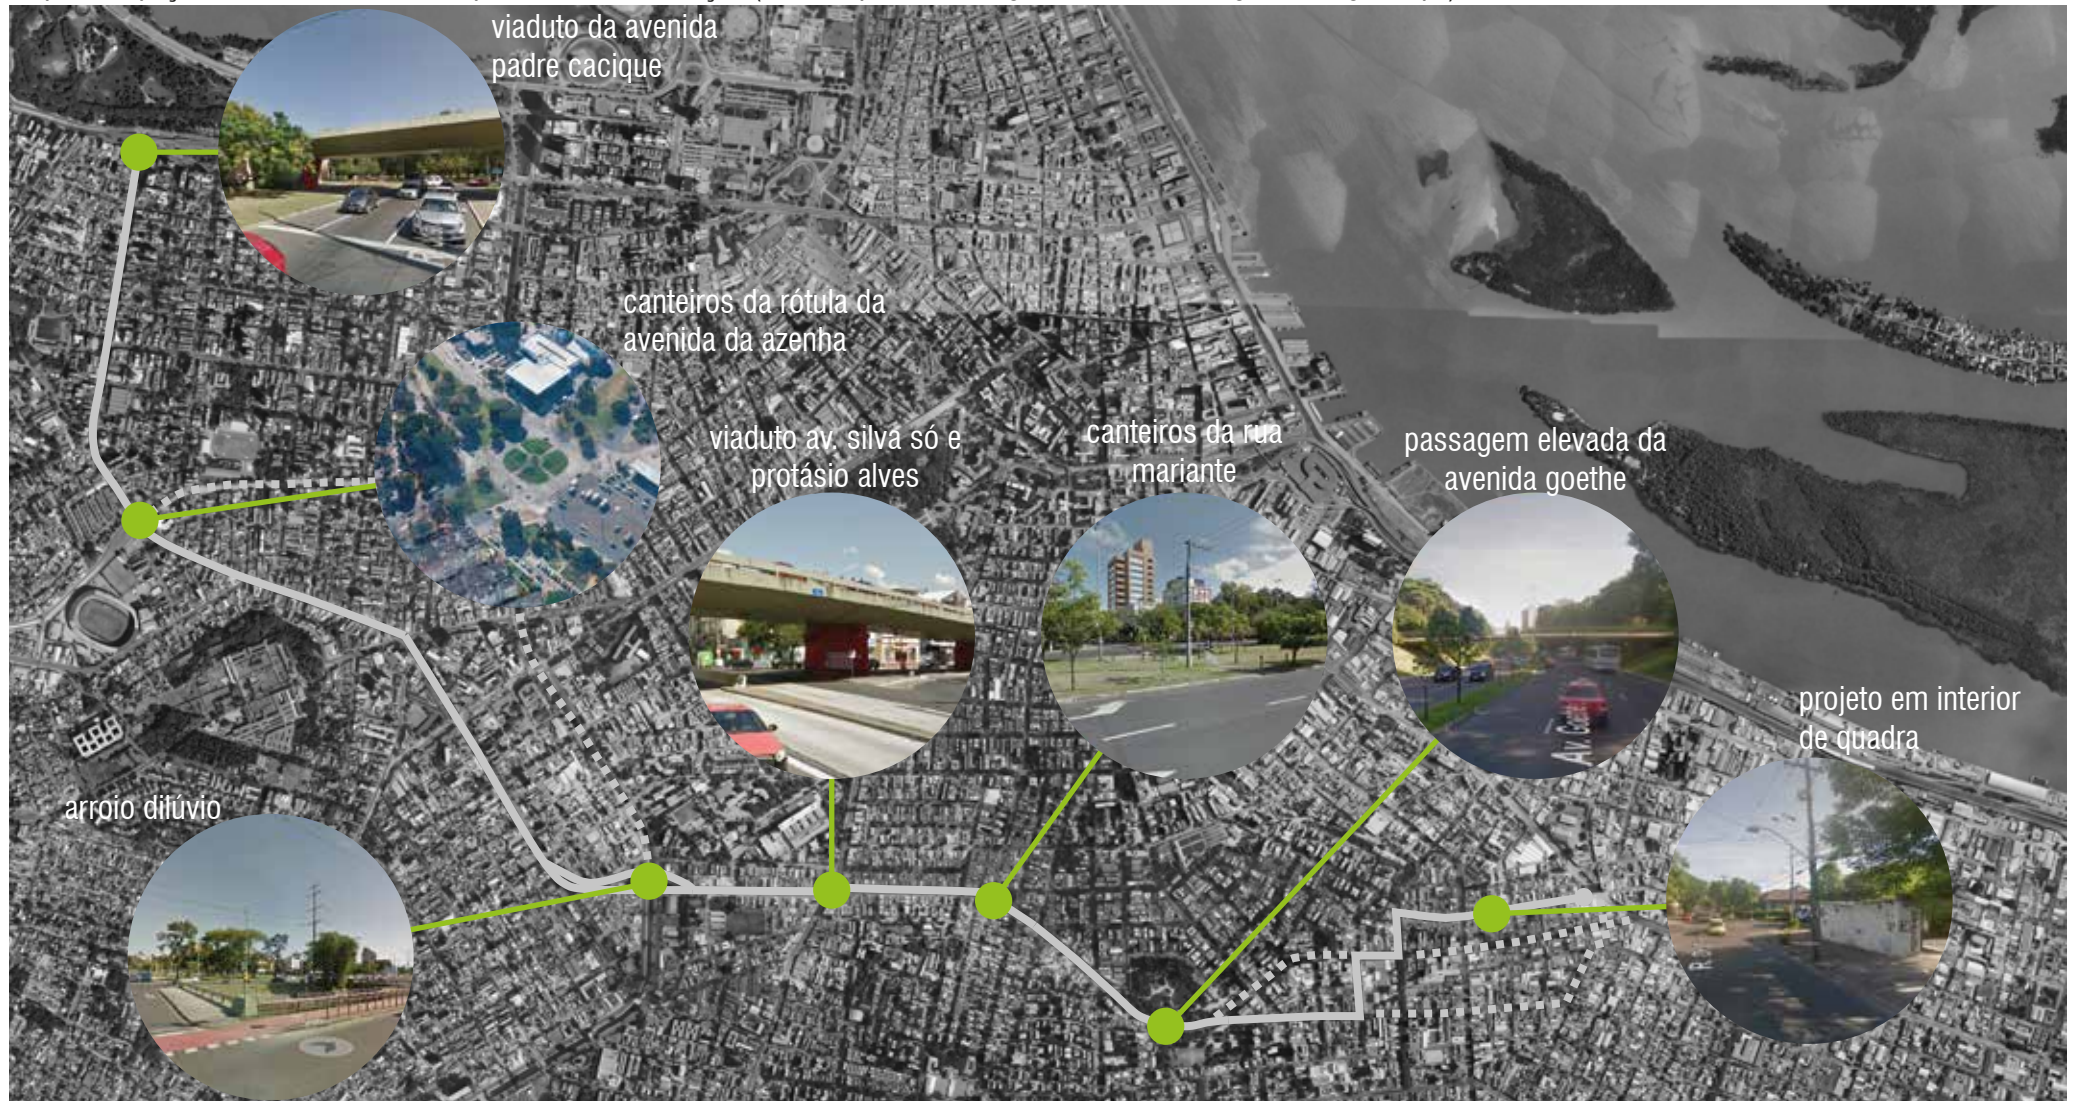 viaduto da avenida
padre cacique
canteiros da rótula da
avenida da azenha
viaduto av. silva só e
protásio alves
canteiros da rua
mariante
passagem elevada da
avenida goethe
projeto em interior
de quadra
arroio dilúvio